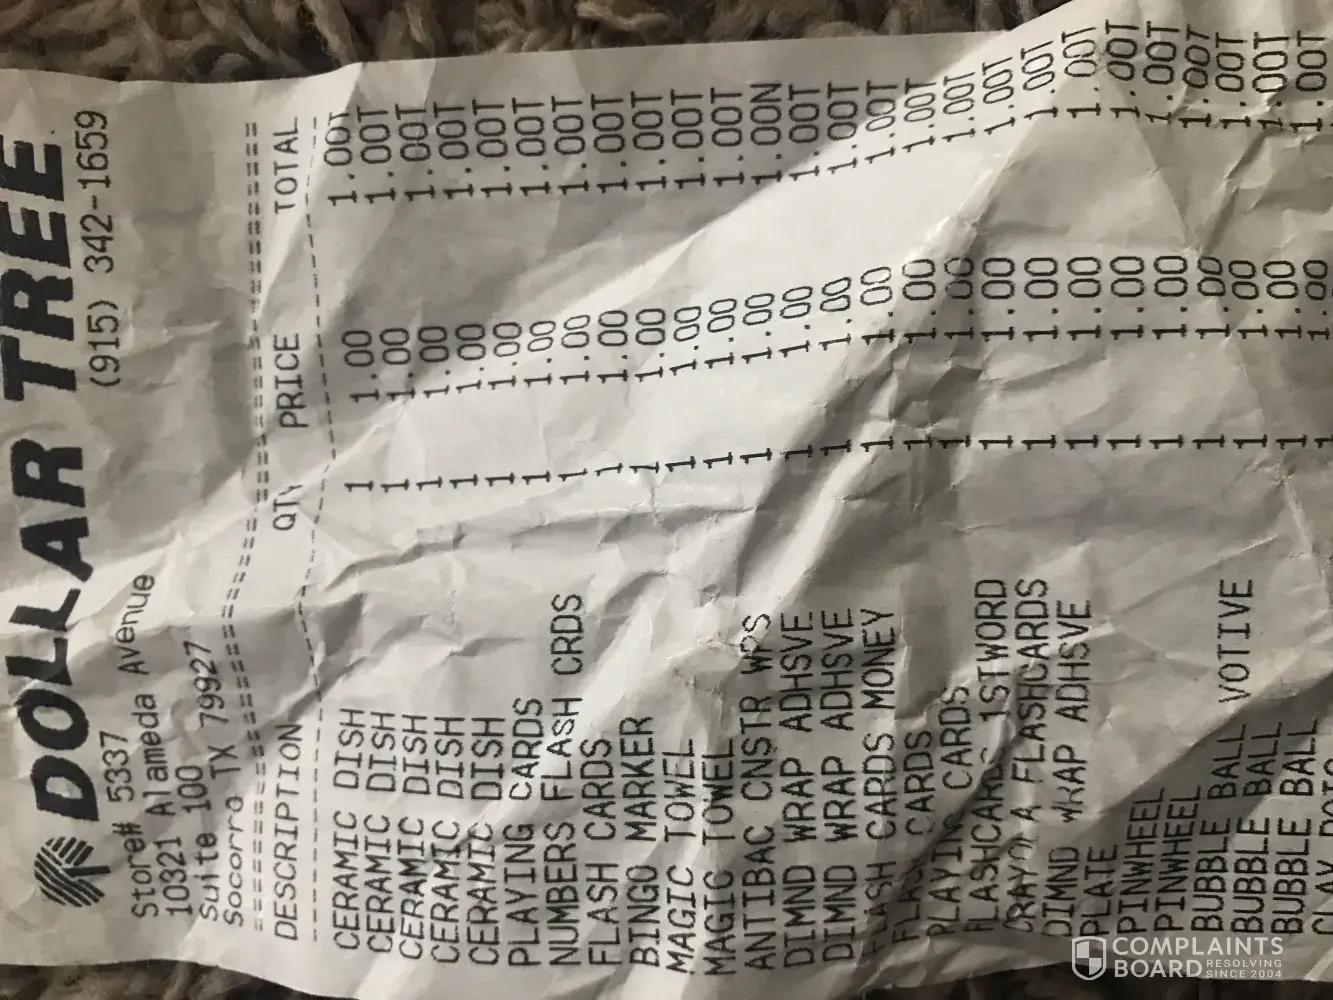 DOLLAR TREE
Store# 5337 (915) 342-1659
10321 Alameda Avenue
Suite 100
Socorro TX 79927
DESCRIPTION QTY PRICE TOTAL
CERAMIC DISH 1 1.00 1.00T
CERAMIC DISH 1 1.00 1.00T
CERAMIC DISH 1 1.00 1.00T
CERAMIC DISH 1 1.00 1.00T
CERAMIC DISH 1 1.00 1.00T
PLAYING CARDS 1 1.00 1.00T
NUMBERS FLASH CRDS 1 1.00 1.00T
FLASH CARDS 1 1.00 1.00T
BINGO MARKER 1 1.00 1.00T
MAGIC TOWEL 1 1.00 1.00T
MAGIC TOWEL 1 1.00 1.00T
ANTIBAC CNSTR WPS 1 1.00 1.00N
DIMND WRAP ADHSVE 1 1.00 1.00T
DIMND WRAP ADHSVE 1 1.00 1.00T
FLASH CARDS MONEY 1 1.00 1.00T
FLASH CARDS 1 1.00 1.00T
PLAYING CARDS 1 1.00 1.00T
FLASHCARDS 1STWORD 1 1.00 1.00T
CRAYOLA FLASHCARDS 1 1.00 1.00T
DIMND WRAP ADHSVE 1 1.00 1.00T
PLATE 1 1.00 1.00T
PINWHEEL 1 1.00 1.00T
PINWHEEL 1 1.00 1.00T
BUBBLE BALL VOTIVE 1 1.00 1.00T
BUBBLE BALL 1 1.00 1.00T
BUBBLE BALL 1 1.00 1.00T
COMPLAINTS
BOARD RESOLVING SINCE 2004